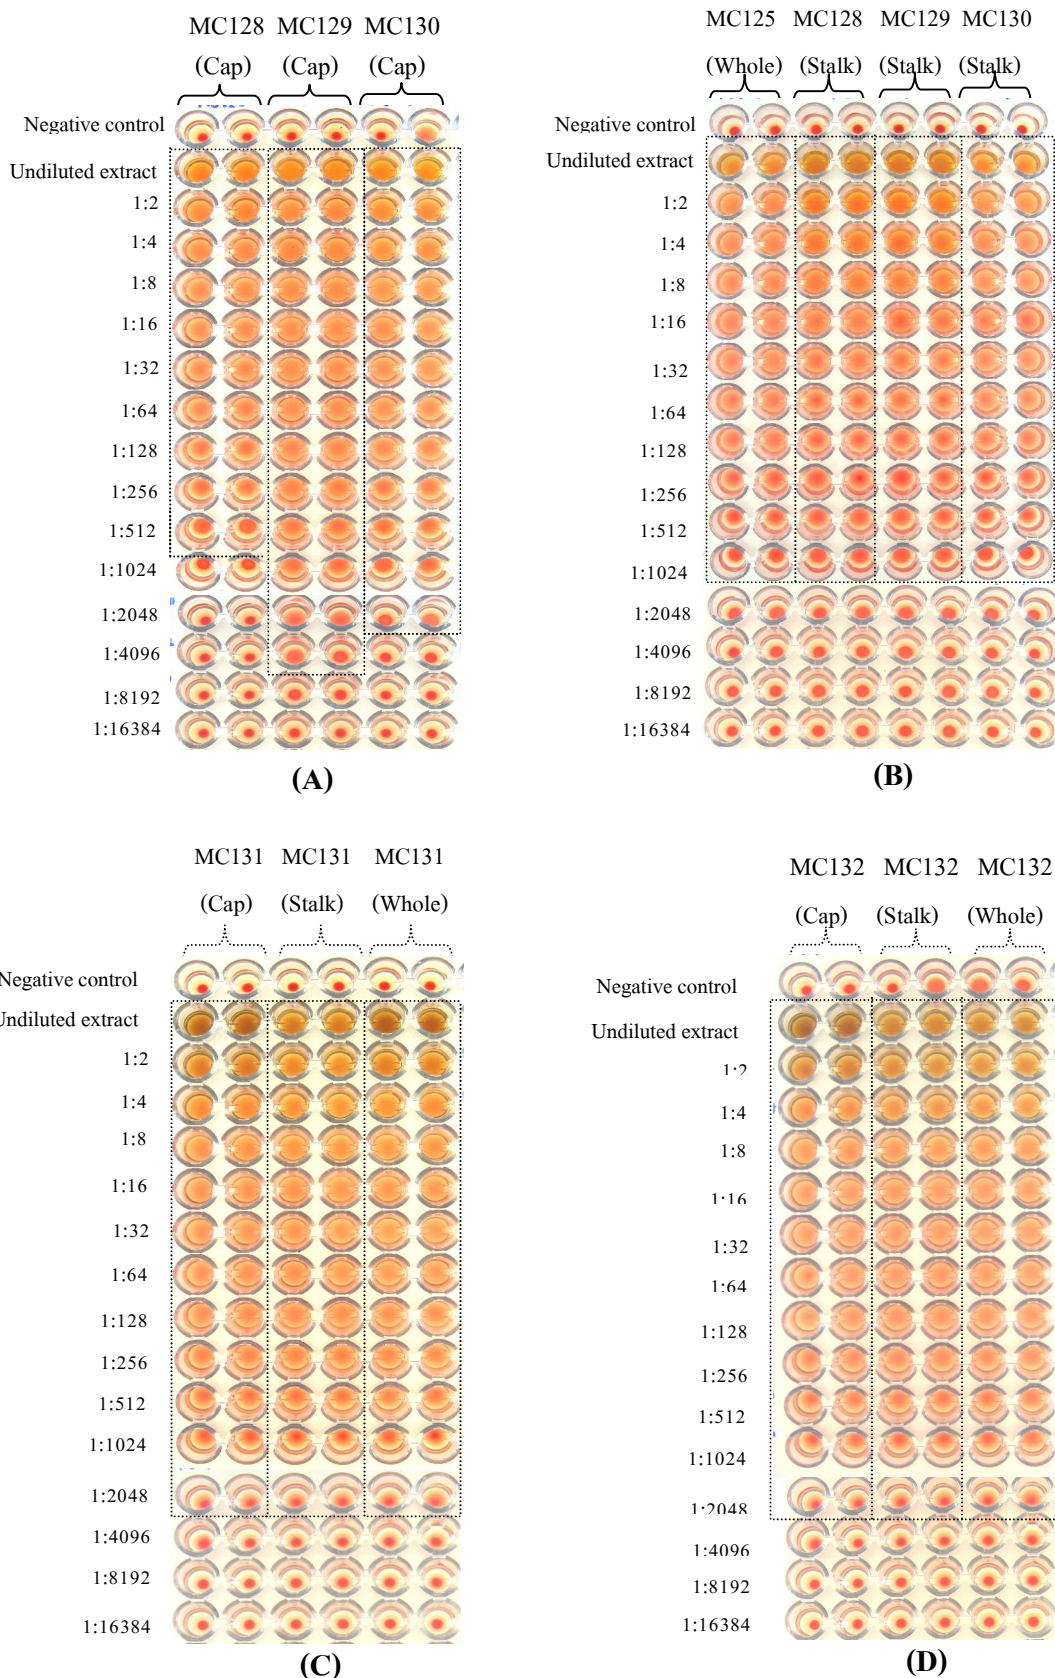 MC128 MC129 MC130
(Cap) (Cap) (Cap)
Negative control
Undiluted extract
1:2
1:4
1:8
1:16
1:32
1:64
1:128
1:256
1:512
1:1024
1:2048
1:4096
1:8192
1:16384
(A)
MC125 MC128 MC129 MC130
(Whole) (Stalk) (Stalk) (Stalk)
Negative control
Undiluted extract
1:2
1:4
1:8
1:16
1:32
1:64
1:128
1:256
1:512
1:1024
1:2048
1:4096
1:8192
1:16384
(B)
MC131 MC131 MC131
(Cap) (Stalk) (Whole)
Negative control
Undiluted extract
1:2
1:4
1:8
1:16
1:32
1:64
1:128
1:256
1:512
1:1024
1:2048
1:4096
1:8192
1:16384
(C)
MC132 MC132 MC132
(Cap) (Stalk) (Whole)
Negative control
Undiluted extract
1:2
1:4
1:8
1:16
1:32
1:64
1:128
1:256
1:512
1:1024
1:2048
1:4096
1:8192
1:16384
(D)